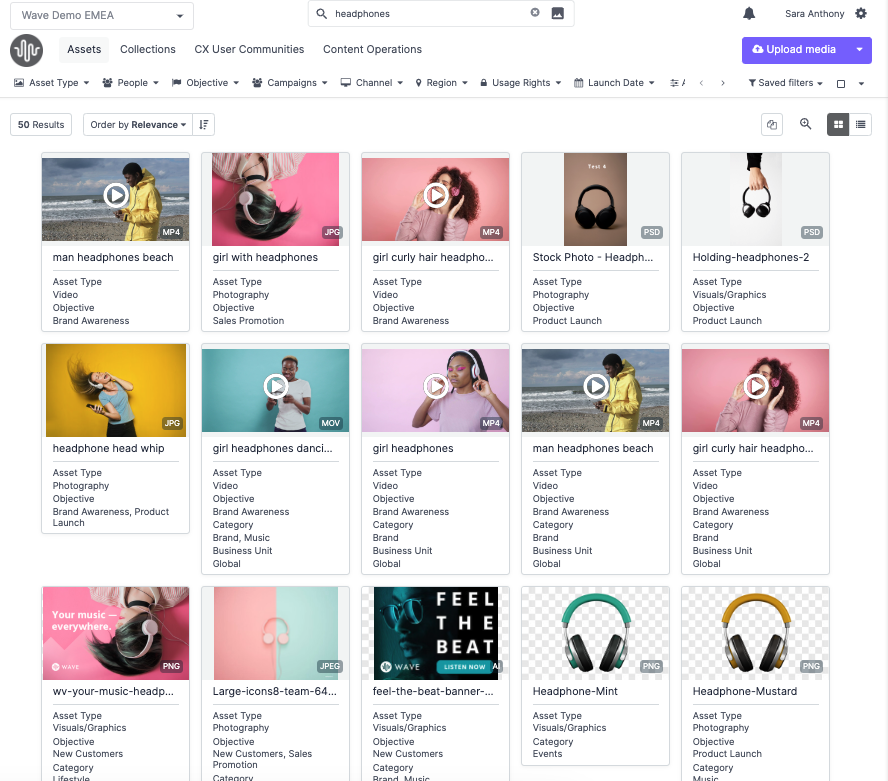 Wave Demo EMEA
headphones
Sara Anthony
Assets
Collections
CX User Communities
Content Operations
Upload media
Asset Type
People
Objective
Campaigns
Channel
Region
Usage Rights
Launch Date
A
Saved filters
50 Results
Order by Relevance
MP4
JPG
MP4
Test 4
PSD
PSD
man headphones beach
girl with headphones
girl curly hair headpho...
Stock Photo - Headph...
Holding-headphones-2
Asset Type
Video
Objective
Brand Awareness
Asset Type
Photography
Objective
Sales Promotion
Asset Type
Video
Objective
Brand Awareness
Asset Type
Photography
Objective
Product Launch
Asset Type
Visuals/Graphics
Objective
Product Launch
JPG
MOV
MP4
MP4
MP4
headphone head whip
girl headphones danci...
girl headphones
man headphones beach
girl curly hair headpho...
Asset Type
Photography
Objective
Brand Awareness, Product
Launch
Asset Type
Video
Objective
Brand Awareness
Category
Brand, Music
Business Unit
Global
Asset Type
Video
Objective
Brand Awareness
Category
Brand
Business Unit
Global
Asset Type
Video
Objective
Brand Awareness
Category
Brand
Business Unit
Global
Asset Type
Video
Objective
Brand Awareness
Category
Brand
Business Unit
Global
Your music —
everywhere.
WAVE
PNG
JPEG
FEEL
THE
BEAT
WAVE
LISTEN NOW
AI
PNG
PNG
wv-your-music-headp...
Large-icons8-team-64...
feel-the-beat-banner-...
Headphone-Mint
Headphone-Mustard
Asset Type
Visuals/Graphics
Objective
New Customers
Category
Lifestyle
Asset Type
Photography
Objective
New Customers, Sales
Promotion
Category
Asset Type
Visuals/Graphics
Objective
New Customers
Category
Brand, Music
Asset Type
Visuals/Graphics
Category
Events
Asset Type
Photography
Objective
Product Launch
Category
Music